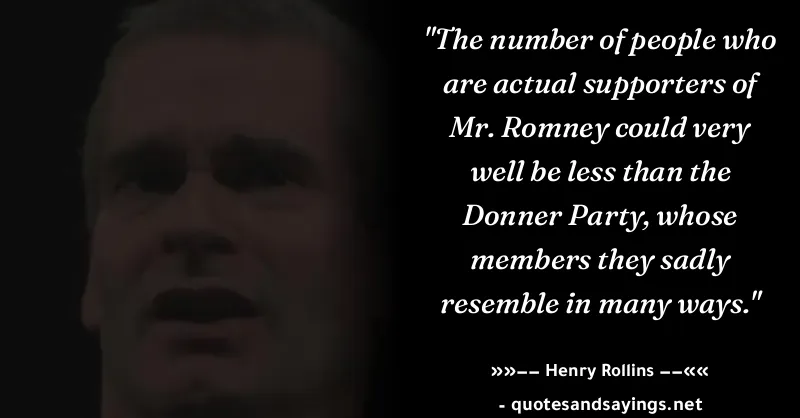 "The number of people who
are actual supporters of
Mr. Romney could very
well be less than the
Donner Party, whose
members they sadly
resemble in many ways."
»»−− Henry Rollins −−««
- quotesandsayings.net